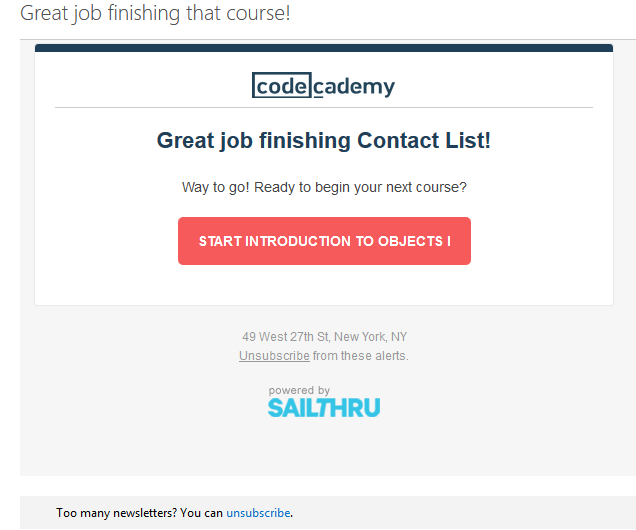 Great job finishing that course!
codecademy
Great job finishing Contact List!
Way to go! Ready to begin your next course?
START INTRODUCTION TO OBJECTS I
49 West 27th St, New York, NY
Unsubscribe from these alerts.
powered by
SAILTHRU
Too many newsletters? You can unsubscribe.